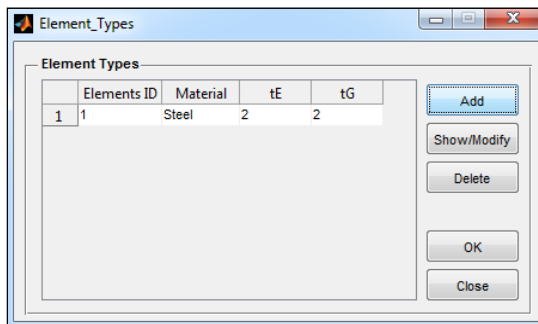 Element_Types
Element Types
Elements ID Material tE tG
1 1 Steel 2 2
Add
Show/Modify
Delete
OK
Close